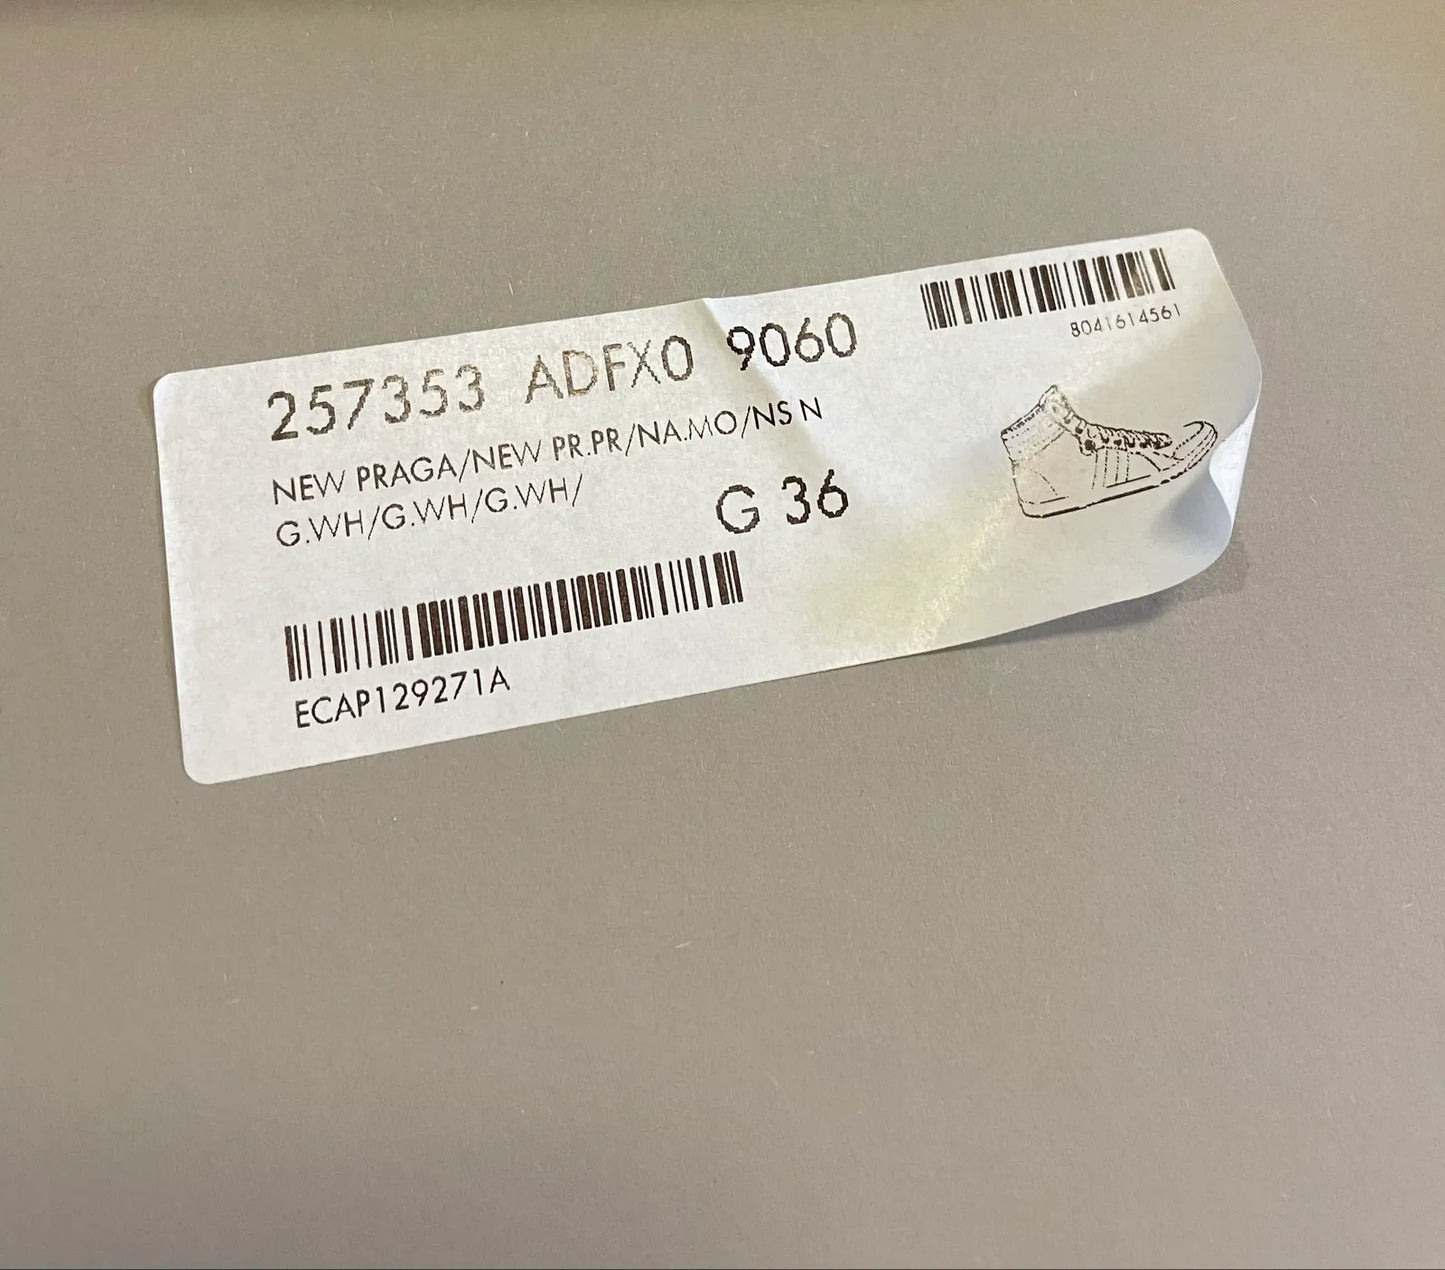 257353 ADFX0 9060
8041614561
NEW PRAGA/NEW PR.PR/NA.MO/NS N
G.WH/G.WH/G.WH/
G 36
ECAP129271A